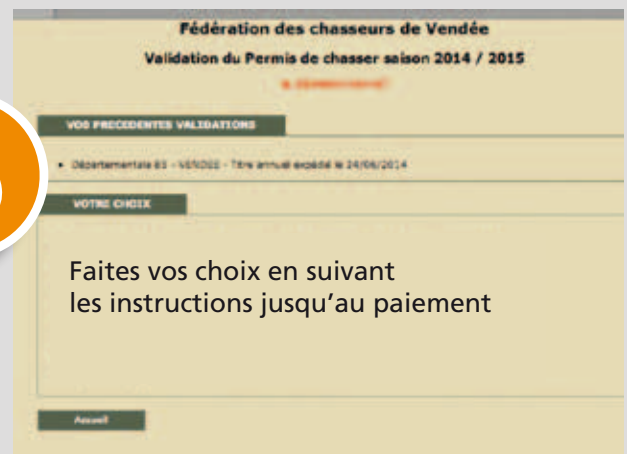 Fédération des chasseurs de Vendée
Validation du Permis de chasser saison 2014 / 2015
VOS PRECEDENTES VALIDATIONS
• Départementale 85 - VENDEE - Titre annuel expédié le 24/06/2014
VOTRE CHOIX
Faites vos choix en suivant
les instructions jusqu'au paiement
Accueil